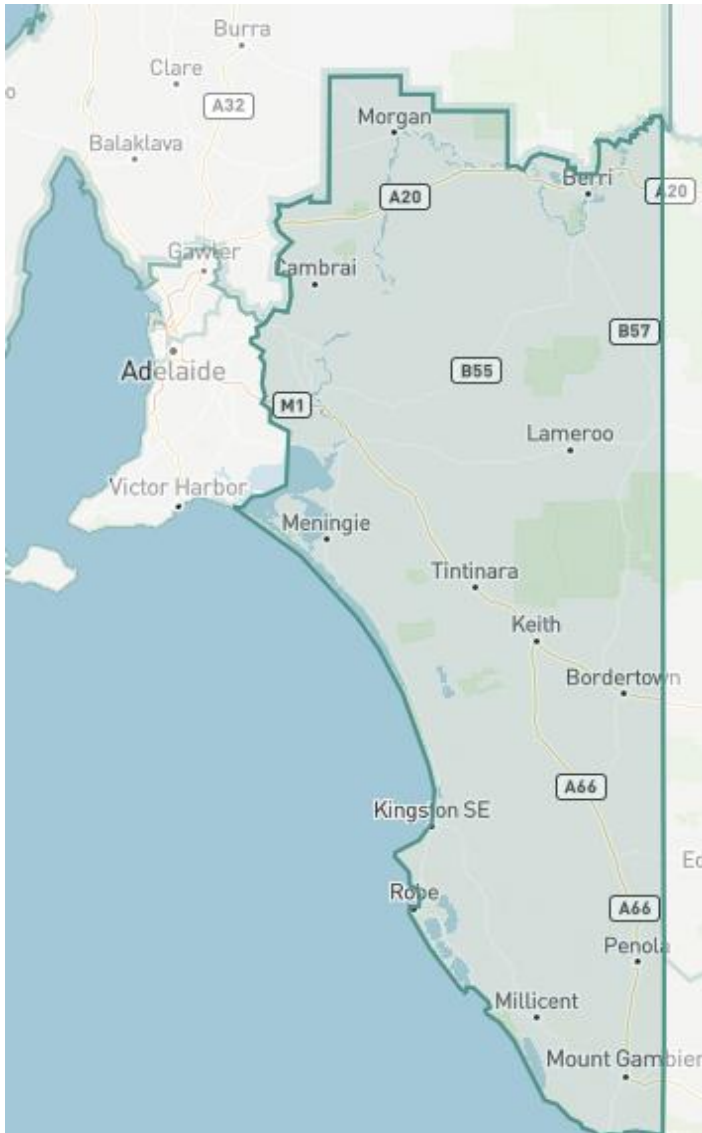 Burra
Clare
A32
Morgan
Balaklava
A20
Berri
A20
Gawler
Cambrai
B57
Adelaide
B55
M1
Lameroo
Victor Harbor
Meningie
Tintinara
Keith
Bordertown
A66
Kingston SE
Robe
A66
Penola
Millicent
Mount Gambier